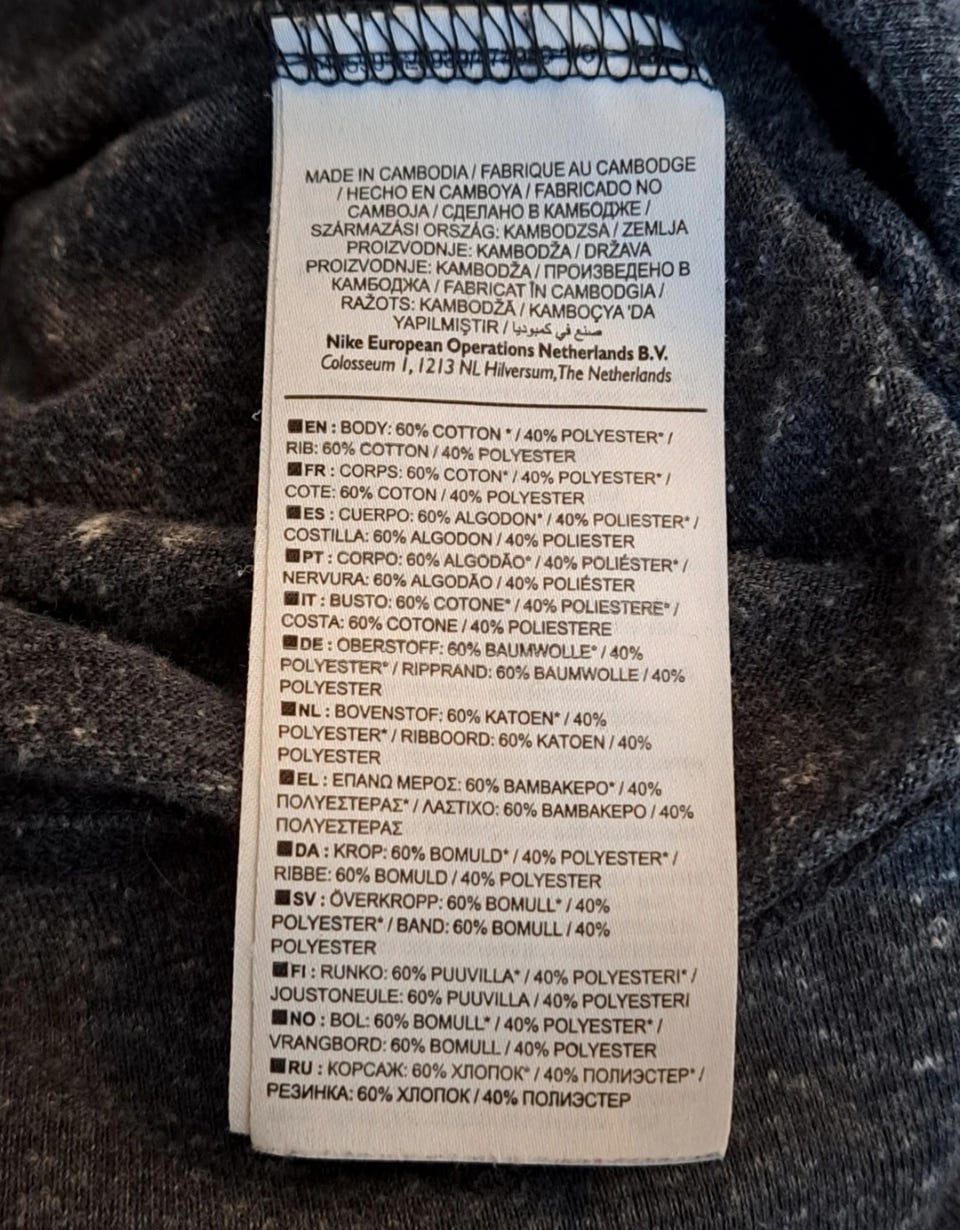 MADE IN CAMBODIA / FABRIQUE AU CAMBODGE
/ HECHO EN CAMBOYA / FABRICADO NO
CAMBOJA / СДЕЛАНО В КАМБОДЖЕ /
SZÁRMAZÁSI ORSZÁG: KAMBODZSA / ZEMLJA
PROIZVODNJE: KAMBODŽA / DRŽAVA
PROIZVODNJE: KAMBODŽA / ПРОИЗВЕДЕНО В
КАМБОДЖА / FABRICAT ÎN CAMBODGIA /
RAŽOTS: KAMBODŽĀ / KAMBOÇYA 'DA
YAPILMIŞTIR / صنع في كمبوديا
Nike European Operations Netherlands B.V.
Colosseum 1, 1213 NL Hilversum, The Netherlands
EN : BODY: 60% COTTON * / 40% POLYESTER* /
RIB: 60% COTTON / 40% POLYESTER
FR : CORPS: 60% COTON* / 40% POLYESTER* /
COTE: 60% COTON / 40% POLYESTER
ES : CUERPO: 60% ALGODON* / 40% POLIESTER* /
COSTILLA: 60% ALGODON / 40% POLIESTER
PT : CORPO: 60% ALGODÃO* / 40% POLIÉSTER* /
NERVURA: 60% ALGODÃO / 40% POLIÉSTER
IT : BUSTO: 60% COTONE* / 40% POLIESTERE* /
COSTA: 60% COTONE / 40% POLIESTERE
DE : OBERSTOFF: 60% BAUMWOLLE* / 40%
POLYESTER* / RIPPRAND: 60% BAUMWOLLE / 40%
POLYESTER
NL : BOVENSTOF: 60% KATOEN* / 40%
POLYESTER* / RIBBOORD: 60% KATOEN / 40%
POLYESTER
EL : ΕΠΑΝΩ ΜΕΡΟΣ: 60% ΒΑΜΒΑΚΕΡΟ* / 40%
ΠΟΛΥΕΣΤΕΡΑΣ* / ΛΑΣΤΙΧΟ: 60% ΒΑΜΒΑΚΕΡΟ / 40%
ΠΟΛΥΕΣΤΕΡΑΣ
DA : KROP: 60% BOMULD* / 40% POLYESTER* /
RIBBE: 60% BOMULD / 40% POLYESTER
SV : ÖVERKROPP: 60% BOMULL* / 40%
POLYESTER* / BAND: 60% BOMULL / 40%
POLYESTER
FI : RUNKO: 60% PUUVILLA* / 40% POLYESTERI* /
JOUSTONEULE: 60% PUUVILLA / 40% POLYESTERI
NO : BOL: 60% BOMULL* / 40% POLYESTER* /
VRANGBORD: 60% BOMULL / 40% POLYESTER
RU : КОРСАЖ: 60% ХЛОПОК* / 40% ПОЛИЭСТЕР* /
РЕЗИНКА: 60% ХЛОПОК / 40% ПОЛИЭСТЕР